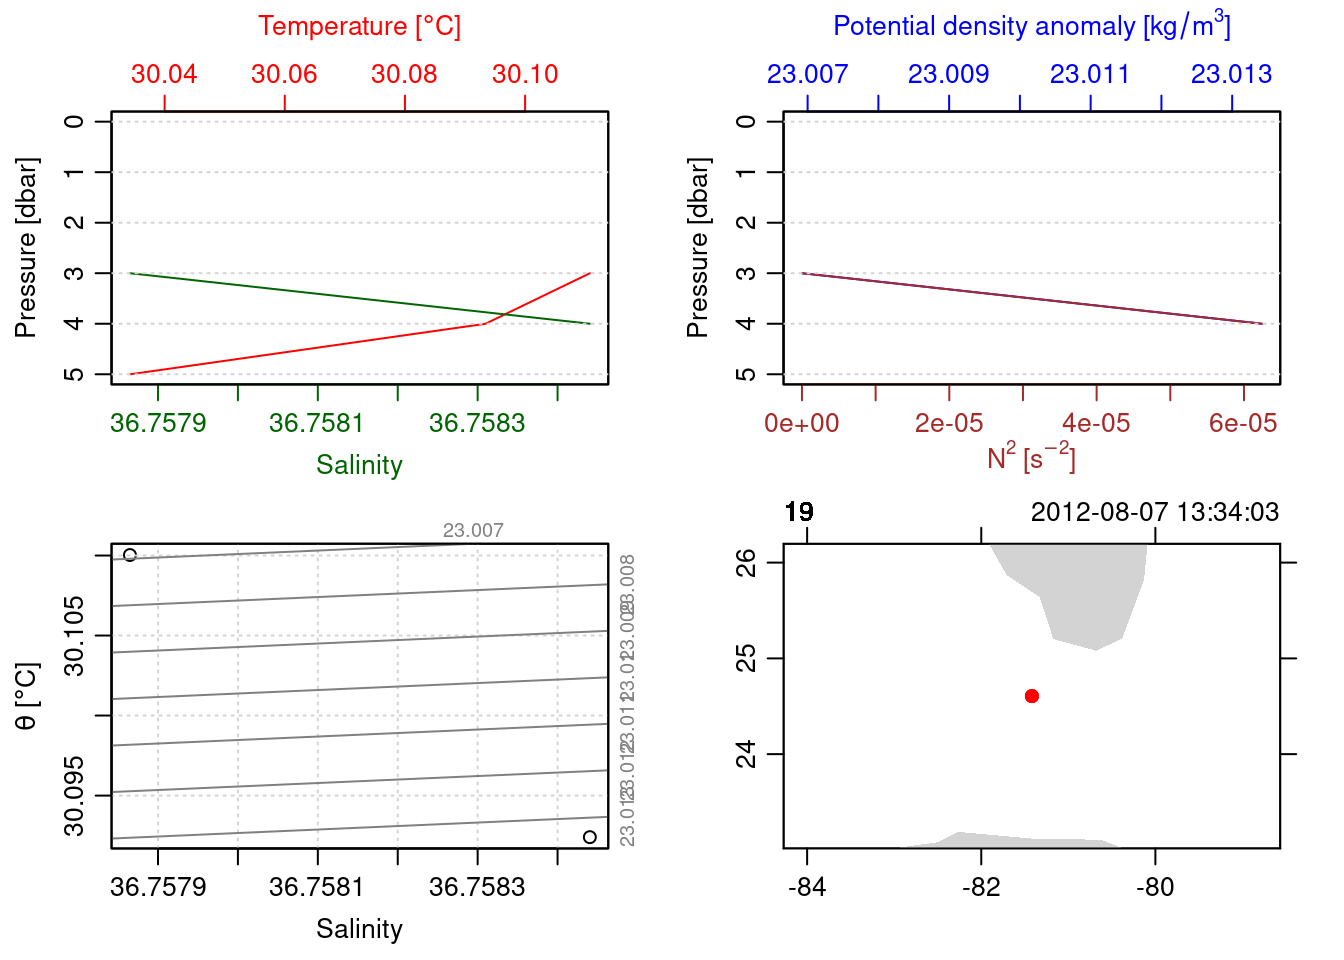 Temperature [°C]
30.04 30.06 30.08 30.10
Pressure [dbar]
0 1 2 3 4 5
36.7579 36.7581 36.7583
Salinity
Potential density anomaly [kg/m³]
23.007 23.009 23.011 23.013
Pressure [dbar]
0 1 2 3 4 5
0e+00 2e-05 4e-05 6e-05
N² [s⁻²]
23.007
θ [°C]
30.105
30.095
23.008
36.7579 36.7581 36.7583
Salinity
19 2012-08-07 13:34:03
26
25
24
-84 -82 -80